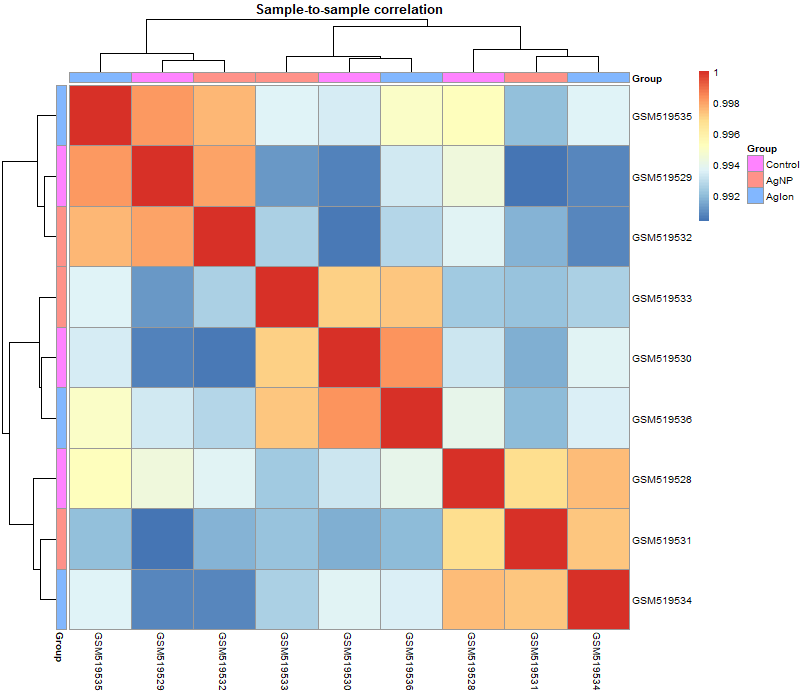 Sample-to-sample correlation
Group
1
0.998
0.996
0.994
0.992
Group
Control
AgNP
AgIon
GSM519535
GSM519529
GSM519532
GSM519533
GSM519530
GSM519536
GSM519528
GSM519531
GSM519534
Group
GSM519535
GSM519529
GSM519532
GSM519533
GSM519530
GSM519536
GSM519528
GSM519531
GSM519534